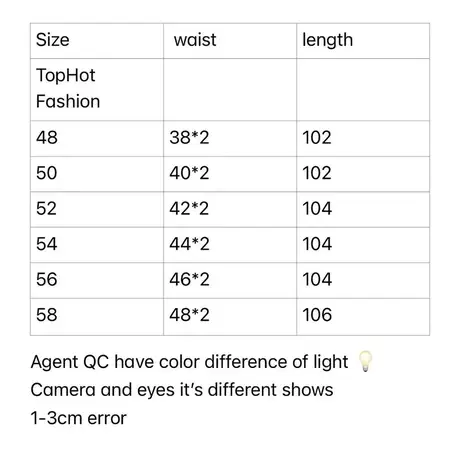 Size waist length
TopHot
Fashion
48 38*2 102
50 40*2 102
52 42*2 104
54 44*2 104
56 46*2 104
58 48*2 106
Agent QC have color difference of light 💡
Camera and eyes it's different shows
1-3cm error